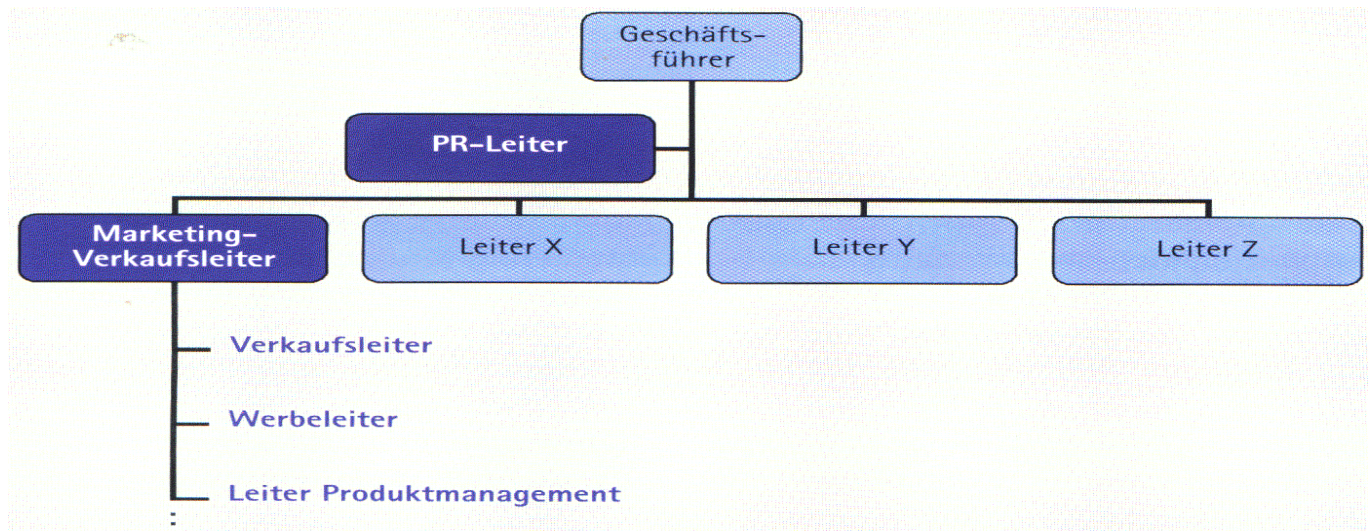 Geschäfts-
führer
PR-Leiter
Marketing-
Verkaufsleiter
Leiter X
Leiter Y
Leiter Z
Verkaufsleiter
Werbeleiter
Leiter Produktmanagement
: